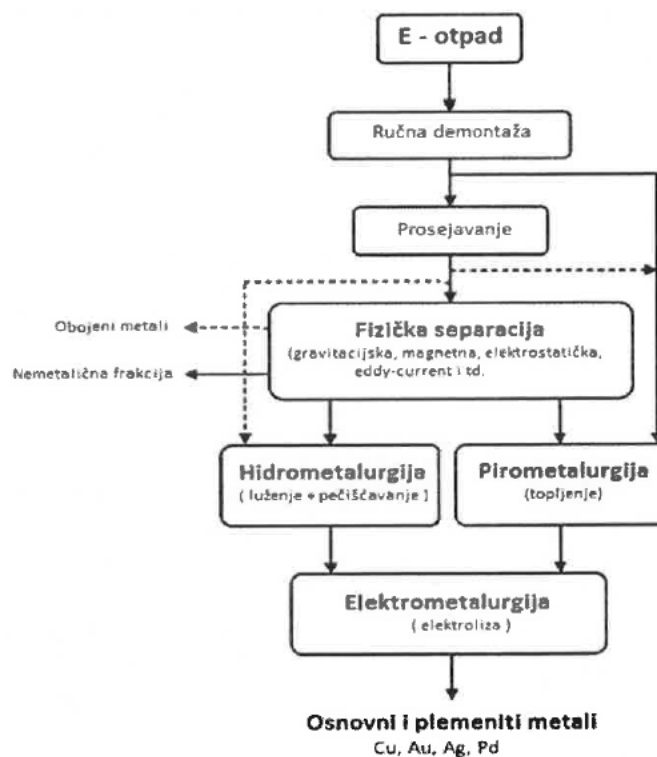 E - otpad
Ručna demontaža
Prosejavanje
Fizička separacija
(gravitacijska, magnetna, elektrostatička,
eddy-current i td.
Obojeni metali
Nemetalična frakcija
Hidrometalurgija
( luženje + pečišćavanje )
Pirometalurgija
(topljenje)
Elektrometalurgija
( elektroliza )
Osnovni i plemeniti metali
Cu, Au, Ag, Pd